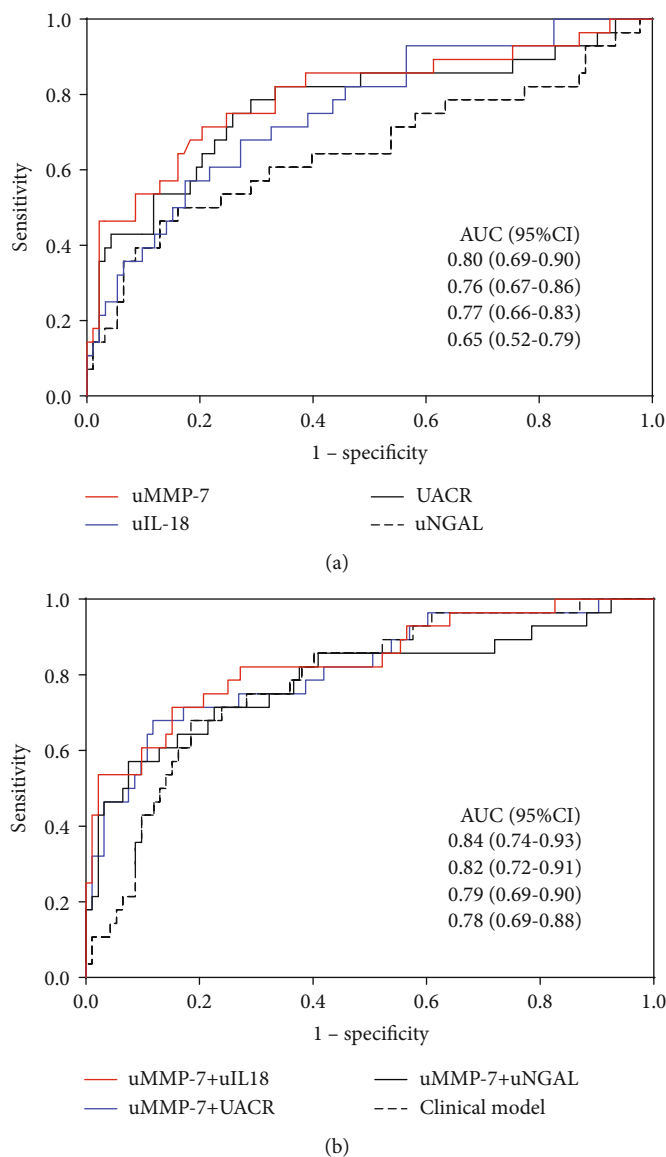 1.0
0.8
0.6
0.4
0.2
0.0
Sensitivity
AUC (95%CI)
0.80 (0.69-0.90)
0.76 (0.67-0.86)
0.77 (0.66-0.83)
0.65 (0.52-0.79)
0.0 0.2 0.4 0.6 0.8 1.0
1 – specificity
uMMP-7 UACR
uIL-18 uNGAL
(a)
1.0
0.8
0.6
0.4
0.2
0.0
Sensitivity
AUC (95%CI)
0.84 (0.74-0.93)
0.82 (0.72-0.91)
0.79 (0.69-0.90)
0.78 (0.69-0.88)
0.0 0.2 0.4 0.6 0.8 1.0
1 – specificity
uMMP-7+uIL18 uMMP-7+uNGAL
uMMP-7+UACR Clinical model
(b)